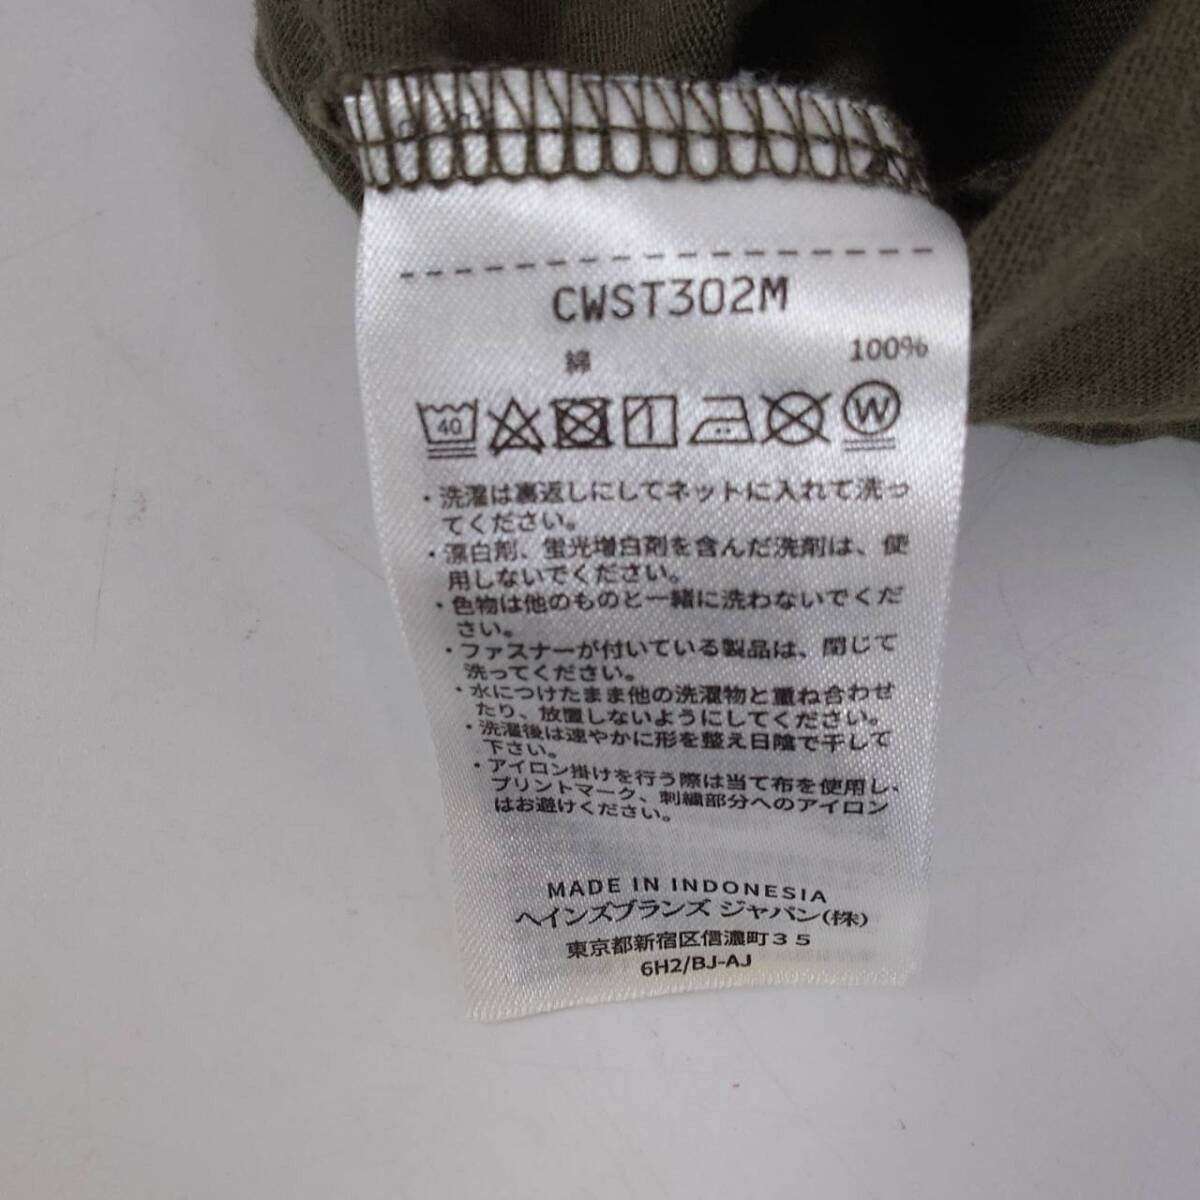 CWST302M
綿 100%
40 W
・洗濯は裏返しにしてネットに入れて洗っ
てください。
・漂白剤、蛍光増白剤を含んだ洗剤は、使
用しないでください。
・色物は他のものと一緒に洗わないでくだ
さい。
・ファスナーが付いている製品は、閉じて
洗ってください。
・水につけたまま他の洗濯物と重ね合わせ
たり、放置しないようにしてください。
・洗濯後は速やかに形を整え日陰で干して
下さい。
・アイロン掛けを行う際は当て布を使用し、
プリントマーク、刺繍部分へのアイロン
はお避けください。
MADE IN INDONESIA
ヘインズブランズ ジャパン(株)
東京都新宿区信濃町35
6H2/BJ-AJ